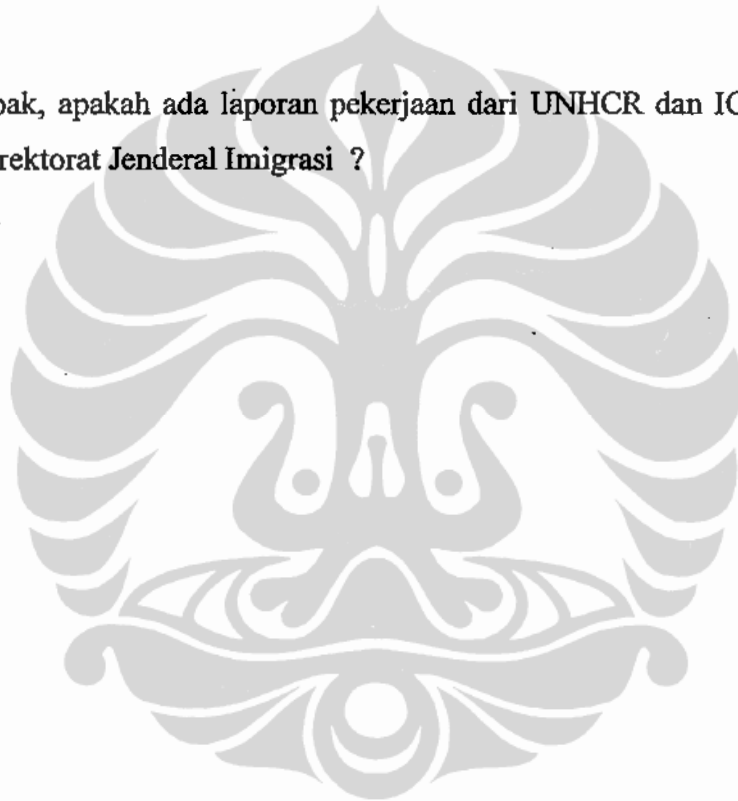 pak, apakah ada laporan pekerjaan dari UNHCR dan IO
rektorat Jenderal Imigrasi ?